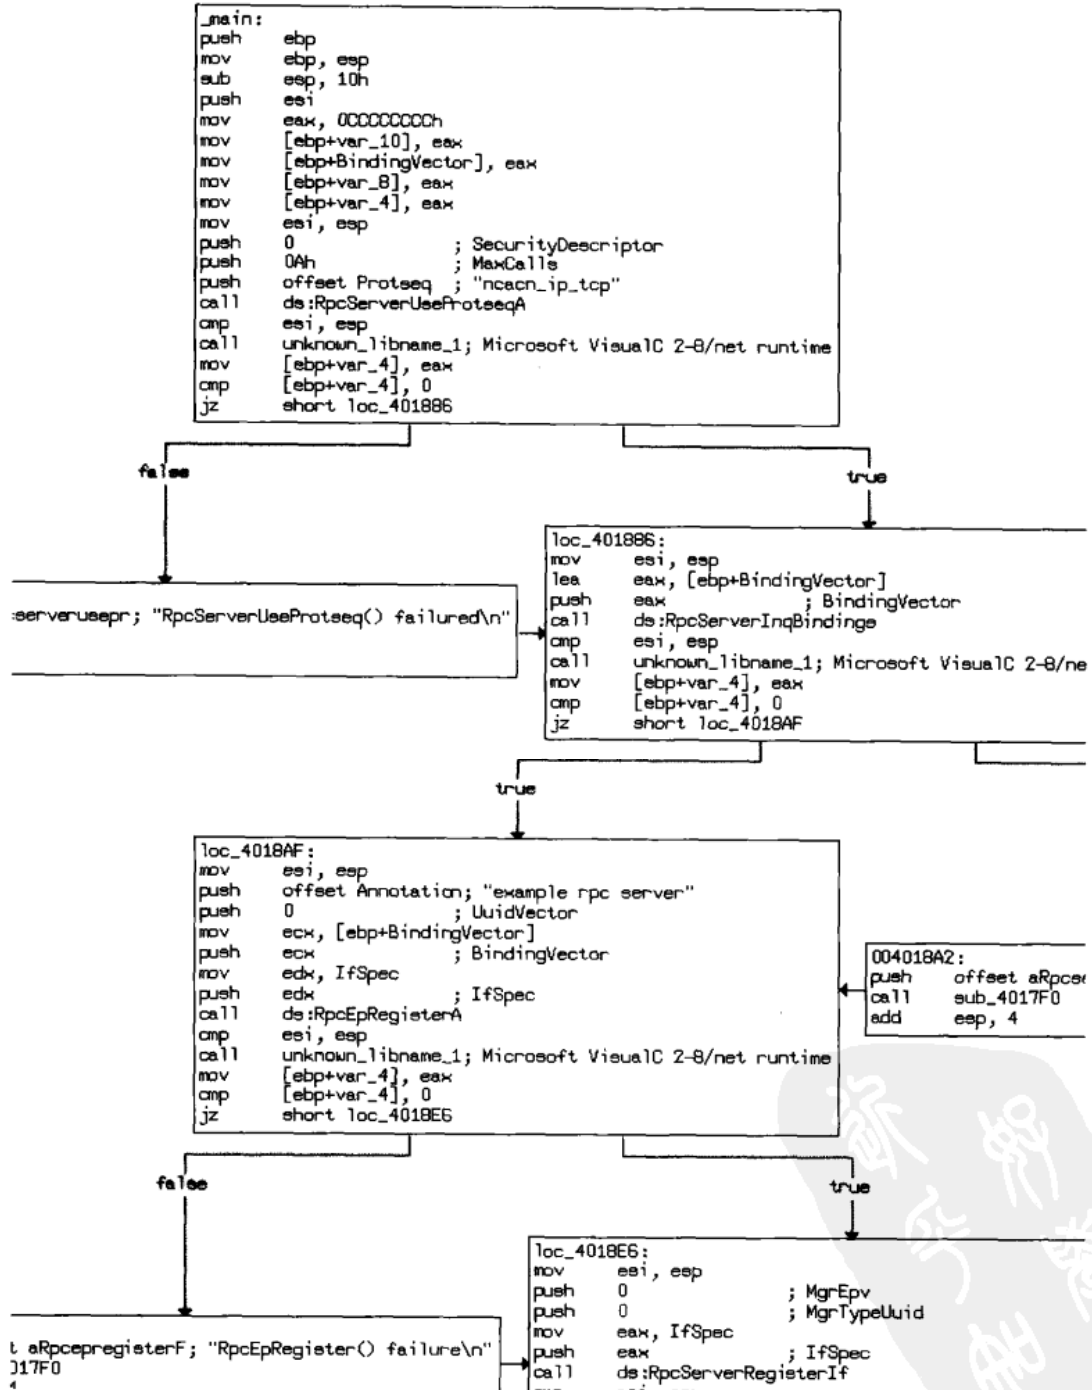 _main:
push ebp
mov ebp, esp
sub esp, 10h
push esi
mov eax, 0CCCCCCCCh
mov [ebp+var_10], eax
mov [ebp+BindingVector], eax
mov [ebp+var_8], eax
mov [ebp+var_4], eax
mov esi, esp
push 0 ; SecurityDescriptor
push 0Ah ; MaxCalls
push offset Protseq ; "ncacn_ip_tcp"
call ds:RpcServerUseProtseqA
cmp esi, esp
call unknown_libname_1; Microsoft VisualC 2-8/net runtime
mov [ebp+var_4], eax
cmp [ebp+var_4], 0
jz short loc_401886
false
true
loc_401886:
mov esi, esp
lea eax, [ebp+BindingVector]
push eax ; BindingVector
call ds:RpcServerInqBindings
cmp esi, esp
call unknown_libname_1; Microsoft VisualC 2-8/ne
mov [ebp+var_4], eax
cmp [ebp+var_4], 0
jz short loc_4018AF
:serverusepr; "RpcServerUseProtseq() failured\n"
true
loc_4018AF:
mov esi, esp
push offset Annotation; "example rpc server"
push 0 ; UuidVector
mov ecx, [ebp+BindingVector]
push ecx ; BindingVector
mov edx, IfSpec
push edx ; IfSpec
call ds:RpcEpRegisterA
cmp esi, esp
call unknown_libname_1; Microsoft VisualC 2-8/net runtime
mov [ebp+var_4], eax
cmp [ebp+var_4], 0
jz short loc_4018E6
004018A2:
push offset aRpcse
call sub_4017F0
add esp, 4
false
true
loc_4018E6:
mov esi, esp
push 0 ; MgrEpv
push 0 ; MgrTypeUuid
mov eax, IfSpec
push eax ; IfSpec
call ds:RpcServerRegisterIf
t aRpcepregisterF; "RpcEpRegister() failure\n"
017F0